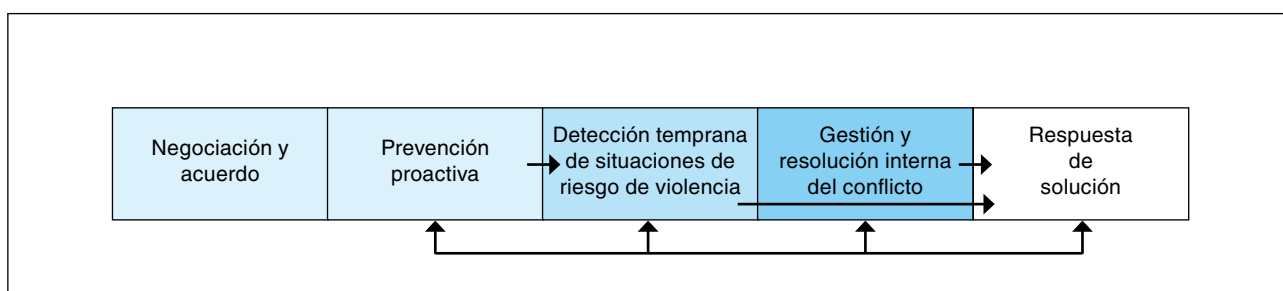 Negociación y
acuerdo
Prevención
proactiva
Detección temprana
de situaciones de
riesgo de violencia
Gestión y
resolución interna
del conflicto
Respuesta
de
solución